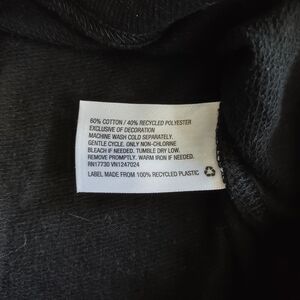 60% COTTON / 40% RECYCLED POLYESTER
EXCLUSIVE OF DECORATION
MACHINE WASH COLD SEPARATELY.
GENTLE CYCLE. ONLY NON-CHLORINE
BLEACH IF NEEDED. TUMBLE DRY LOW.
REMOVE PROMPTLY. WARM IRON IF NEEDED.
RN17730 VN1247024
LABEL MADE FROM 100% RECYCLED PLASTIC